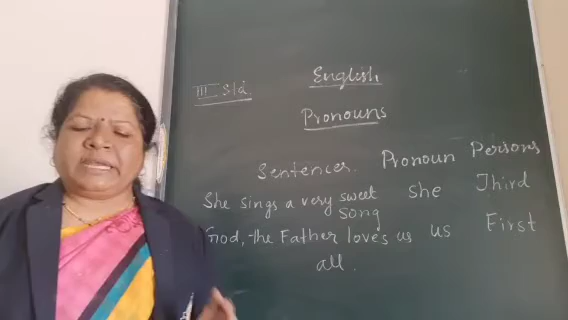 English
III Std.
Pronouns
Sentences. Pronoun Persons
She sings a very sweet song she Third
God, the Father loves us all. us First